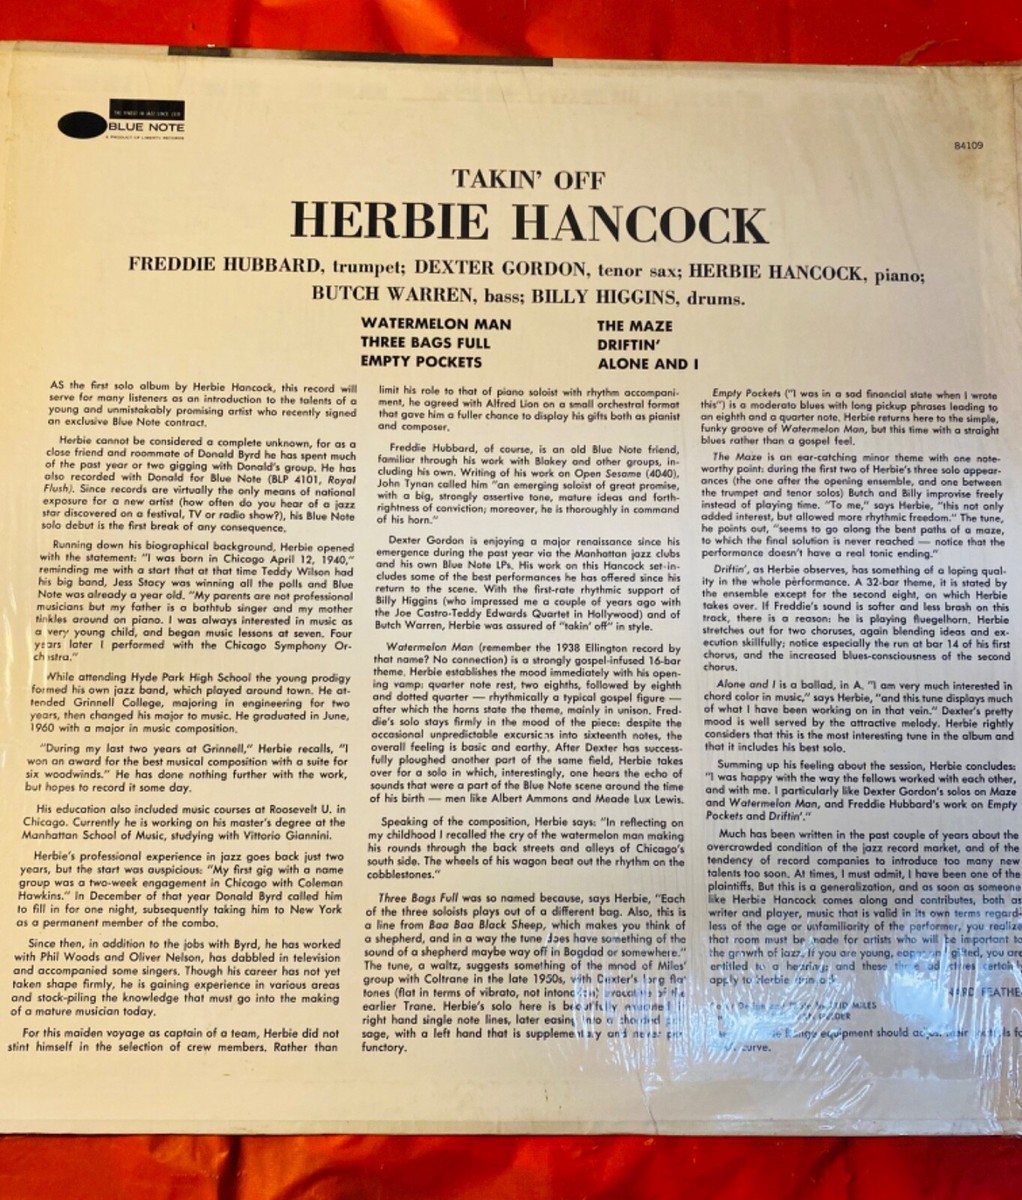 THE FINEST IN JAZZ SINCE 1939
BLUE NOTE
A PRODUCT OF LIBERTY RECORDS
84109
TAKIN' OFF
HERBIE HANCOCK
FREDDIE HUBBARD, trumpet; DEXTER GORDON, tenor sax; HERBIE HANCOCK, piano;
BUTCH WARREN, bass; BILLY HIGGINS, drums.
WATERMELON MAN
THREE BAGS FULL
EMPTY POCKETS
THE MAZE
DRIFTIN'
ALONE AND I
AS the first solo album by Herbie Hancock, this record will
serve for many listeners as an introduction to the talents of a
young and unmistakably promising artist who recently signed
an exclusive Blue Note contract.
Herbie cannot be considered a complete unknown, for as a
close friend and roommate of Donald Byrd he has spent much
of the past year or two gigging with Donald's group. He has
also recorded with Donald for Blue Note (BLP 4101, Royal
Flush). Since records are virtually the only means of national
exposure for a new artist (how often do you hear of a jazz
star discovered on a festival, TV or radio show?), his Blue Note
solo debut is the first break of any consequence.
Running down his biographical background, Herbie opened
with the statement: "I was born in Chicago April 12, 1940,"
reminding me with a start that at that time Teddy Wilson had
his big band, Jess Stacy was winning all the polls and Blue
Note was already a year old. "My parents are not professional
musicians but my father is a bathtub singer and my mother
tinkles around on piano. I was always interested in music as
a very young child, and began music lessons at seven. Four
years later I performed with the Chicago Symphony Or-
chestra."
While attending Hyde Park High School the young prodigy
formed his own jazz band, which played around town. He at-
tended Grinnell College, majoring in engineering for two
years, then changed his major to music. He graduated in June,
1960 with a major in music composition.
"During my last two years at Grinnell," Herbie recalls, "I
won an award for the best musical composition with a suite for
six woodwinds." He has done nothing further with the work,
but hopes to record it some day.
His education also included music courses at Roosevelt U. in
Chicago. Currently he is working on his master's degree at the
Manhattan School of Music, studying with Vittorio Giannini.
Herbie's professional experience in jazz goes back just two
years, but the start was auspicious: "My first gig with a name
group was a two-week engagement in Chicago with Coleman
Hawkins." In December of that year Donald Byrd called him
to fill in for one night, subsequently taking him to New York
as a permanent member of the combo.
Since then, in addition to the jobs with Byrd, he has worked
with Phil Woods and Oliver Nelson, has dabbled in television
and accompanied some singers. Though his career has not yet
taken shape firmly, he is gaining experience in various areas
and stock-piling the knowledge that must go into the making
of a mature musician today.
For this maiden voyage as captain of a team, Herbie did not
stint himself in the selection of crew members. Rather than
limit his role to that of piano soloist with rhythm accompani-
ment, he agreed with Alfred Lion on a small orchestral format
that gave him a fuller chance to display his gifts both as pianist
and composer.
Freddie Hubbard, of course, is an old Blue Note friend,
familiar through his work with Blakey and other groups, in-
cluding his own. Writing of his work on Open Sesame (4040),
John Tynan called him "an emerging soloist of great promise,
with a big, strongly assertive tone, mature ideas and forth-
rightness of conviction; moreover, he is thoroughly in command
of his horn."
Dexter Gordon is enjoying a major renaissance since his
emergence during the past year via the Manhattan jazz clubs
and his own Blue Note LPs. His work on this Hancock set in-
cludes some of the best performances he has offered since his
return to the scene. With the first-rate rhythmic support of
Billy Higgins (who impressed me a couple of years ago with
the Joe Castro-Teddy Edwards Quartet in Hollywood) and of
Butch Warren, Herbie was assured of "takin' off" in style.
Watermelon Man (remember the 1938 Ellington record by
that name? No connection) is a strongly gospel-infused 16-bar
theme. Herbie establishes the mood immediately with his open-
ing vamp: quarter note rest, two eighths, followed by eighth
and dotted quarter — rhythmically a typical gospel figure —
after which the horns state the theme, mainly in unison. Fred-
die's solo stays firmly in the mood of the piece: despite the
occasional unpredictable excursions into sixteenth notes, the
overall feeling is basic and earthy. After Dexter has success-
fully ploughed another part of the same field, Herbie takes
over for a solo in which, interestingly, one hears the echo of
sounds that were a part of the Blue Note scene around the time
of his birth — men like Albert Ammons and Meade Lux Lewis.
Speaking of the composition, Herbie says: "In reflecting on
my childhood I recalled the cry of the watermelon man making
his rounds through the back streets and alleys of Chicago's
south side. The wheels of his wagon beat out the rhythm on the
cobblestones."
Three Bags Full was so named because, says Herbie, "Each
of the three soloists plays out of a different bag. Also, this is
a line from Baa Baa Black Sheep, which makes you think of
a shepherd, and in a way the tune does have something of the
sound of a shepherd maybe way off in Bagdad or somewhere."
The tune, a waltz, suggests something of the mood of Miles'
group with Coltrane in the late 1950s, with Dexter's long flat
tones (flat in terms of vibrato, not intonation) evocative of the
earlier Trane. Herbie's solo here is beautifully executed in
right hand single note lines, later easing into a chorded pas-
sage, with a left hand that is supplementary and never per-
functory.
Empty Pockets ("I was in a sad financial state when I wrote
this") is a moderato blues with long pickup phrases leading to
an eighth and a quarter note. Herbie returns here to the simple,
funky groove of Watermelon Man, but this time with a straight
blues rather than a gospel feel.
The Maze is an ear-catching minor theme with one note-
worthy point: during the first two of Herbie's three solo appear-
ances (the one after the opening ensemble, and one between
the trumpet and tenor solos) Butch and Billy improvise freely
instead of playing time. "To me," says Herbie, "this not only
added interest, but allowed more rhythmic freedom." The tune,
he points out, "seems to go along the bent paths of a maze,
to which the final solution is never reached — notice that the
performance doesn't have a real tonic ending."
Driftin', as Herbie observes, has something of a loping qual-
ity in the whole performance. A 32-bar theme, it is stated by
the ensemble except for the second eight, on which Herbie
takes over. If Freddie's sound is softer and less brash on this
track, there is a reason: he is playing fluegelhorn. Herbie
stretches out for two choruses, again blending ideas and ex-
ecution skillfully; notice especially the run at bar 14 of his first
chorus, and the increased blues-consciousness of the second
chorus.
Alone and I is a ballad, in A. "I am very much interested in
chord color in music," says Herbie, "and this tune displays much
of what I have been working on in that vein." Dexter's pretty
mood is well served by the attractive melody. Herbie rightly
considers that this is the most interesting tune in the album and
that it includes his best solo.
Summing up his feeling about the session, Herbie concludes:
"I was happy with the way the fellows worked with each other,
and with me. I particularly like Dexter Gordon's solos on Maze
and Watermelon Man, and Freddie Hubbard's work on Empty
Pockets and Driftin'."
Much has been written in the past couple of years about the
overcrowded condition of the jazz record market, and of the
tendency of record companies to introduce too many new
talents too soon. At times, I must admit, I have been one of the
plaintiffs. But this is a generalization, and as soon as someone
like Herbie Hancock comes along and contributes, both as
writer and player, music that is valid in its own terms regard-
less of the age or unfamiliarity of the performer, you realize
that room must be made for artists who will be important to
the growth of jazz. If you are young, and gifted, you are
entitled to a hearing, and these
apply to Herbie
MILES
equipment should
curve.